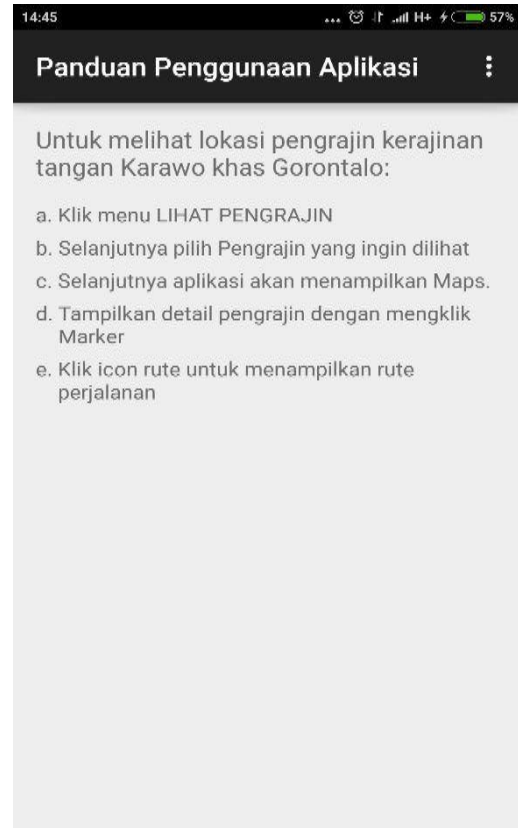 14:45 ... H+ 57%
Panduan Penggunaan Aplikasi
Untuk melihat lokasi pengrajin kerajinan
tangan Karawo khas Gorontalo:
a. Klik menu LIHAT PENGRAJIN
b. Selanjutnya pilih Pengrajin yang ingin dilihat
c. Selanjutnya aplikasi akan menampilkan Maps.
d. Tampilkan detail pengrajin dengan mengklik
Marker
e. Klik icon rute untuk menampilkan rute
perjalanan